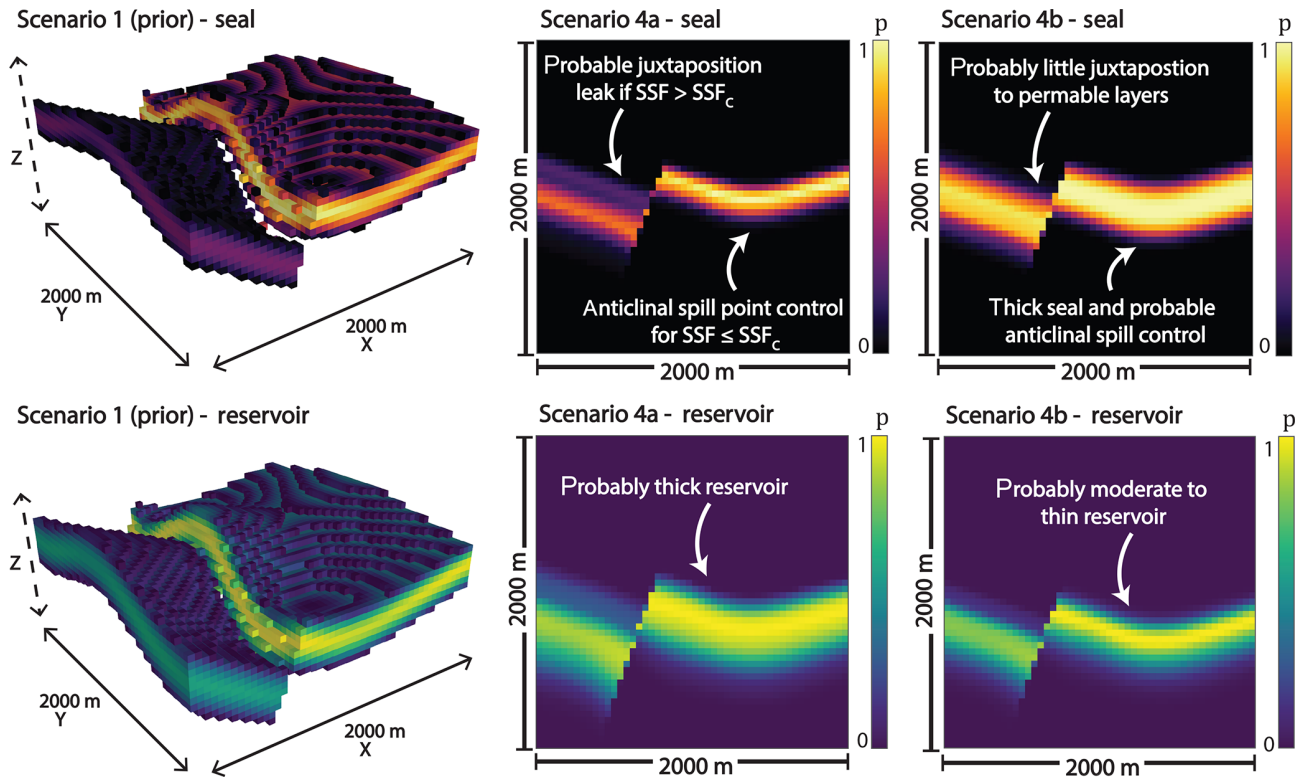 Scenario 1 (prior) - seal
Z
2000 m
Y
2000 m
X
Scenario 4a - seal
p
1
0
Probable juxtaposition
leak if SSF > SSFc
Anticlinal spill point control
for SSF ≤ SSFc
2000 m
2000 m
Scenario 4b - seal
p
1
0
Probably little juxtapostion
to permable layers
Thick seal and probable
anticlinal spill control
2000 m
2000 m
Scenario 1 (prior) - reservoir
Z
2000 m
Y
2000 m
X
Scenario 4a - reservoir
p
1
0
Probably thick reservoir
2000 m
2000 m
Scenario 4b - reservoir
p
1
0
Probably moderate to
thin reservoir
2000 m
2000 m